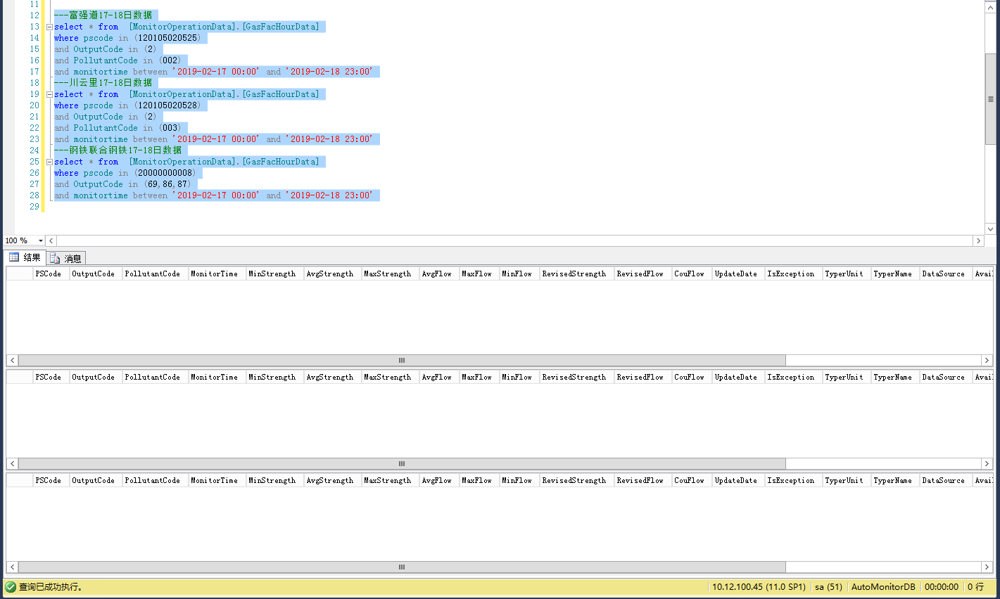 11
12 ---富强道17-18日数据
13 select * from  [MonitorOperationData].[GasFacHourData]
14 where pscode in (120105020525)
15 and OutputCode in (2)
16 and PollutantCode in (002)
17 and monitortime between '2019-02-17 00:00' and '2019-02-18 23:00'
18 ---川云里17-18日数据
19 select * from  [MonitorOperationData].[GasFacHourData]
20 where pscode in (120105020528)
21 and OutputCode in (2)
22 and PollutantCode in (003)
23 and monitortime between '2019-02-17 00:00' and '2019-02-18 23:00'
24 ---钢铁联合钢铁17-18日数据
25 select * from  [MonitorOperationData].[GasFacHourData]
26 where pscode in (20000000008)
27 and OutputCode in (69,86,87)
28 and monitortime between '2019-02-17 00:00' and '2019-02-18 23:00'
29
100 %
结果 消息
PSCode OutputCode PollutantCode MonitorTime MinStrength AvgStrength MaxStrength AvgFlow MaxFlow MinFlow RevisedStrength RevisedFlow CouFlow UpdateDate IsException TyperUnit TyperName DataSource Avail
PSCode OutputCode PollutantCode MonitorTime MinStrength AvgStrength MaxStrength AvgFlow MaxFlow MinFlow RevisedStrength RevisedFlow CouFlow UpdateDate IsException TyperUnit TyperName DataSource Avail
PSCode OutputCode PollutantCode MonitorTime MinStrength AvgStrength MaxStrength AvgFlow MaxFlow MinFlow RevisedStrength RevisedFlow CouFlow UpdateDate IsException TyperUnit TyperName DataSource Avail
查询已成功执行。 10.12.100.45 (11.0 SP1) sa (51) AutoMonitorDB 00:00:00 0 行